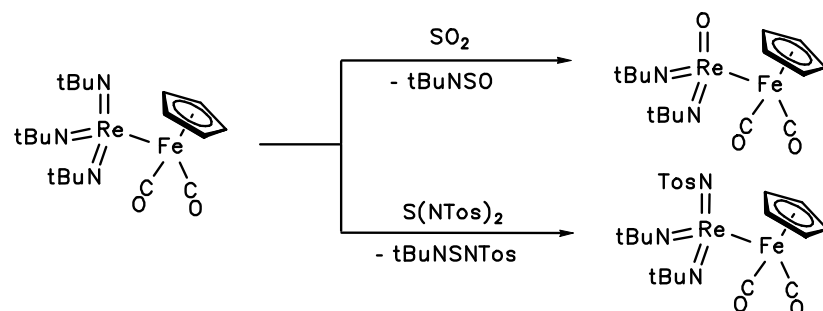 tBuN
tBuN=Re
Fe
tBuN
C C
O O
SO₂
- tBuNSO
S(NTos)₂
- tBuNSNTos
O
tBuN=Re
Fe
tBuN
C C
O O
TosN
tBuN=Re
Fe
tBuN
C C
O O